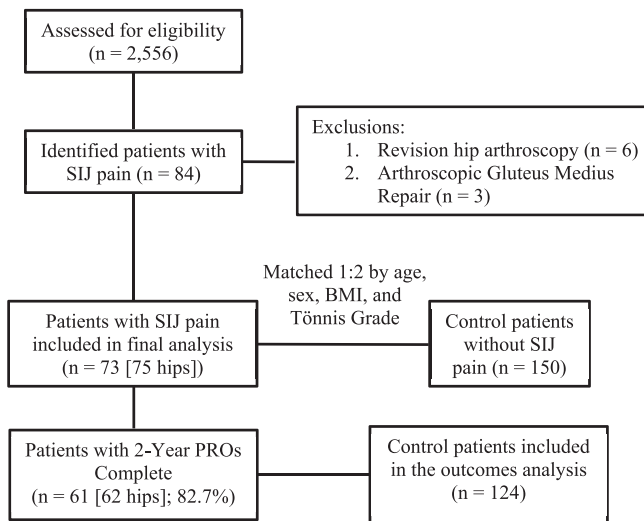 Assessed for eligibility
(n = 2,556)
Identified patients with
SIJ pain (n = 84)
Exclusions:
1. Revision hip arthroscopy (n = 6)
2. Arthroscopic Gluteus Medius
Repair (n = 3)
Matched 1:2 by age,
sex, BMI, and
Tönnis Grade
Patients with SIJ pain
included in final analysis
(n = 73 [75 hips])
Control patients
without SIJ
pain (n = 150)
Patients with 2-Year PROs
Complete
(n = 61 [62 hips]; 82.7%)
Control patients included
in the outcomes analysis
n = 124)